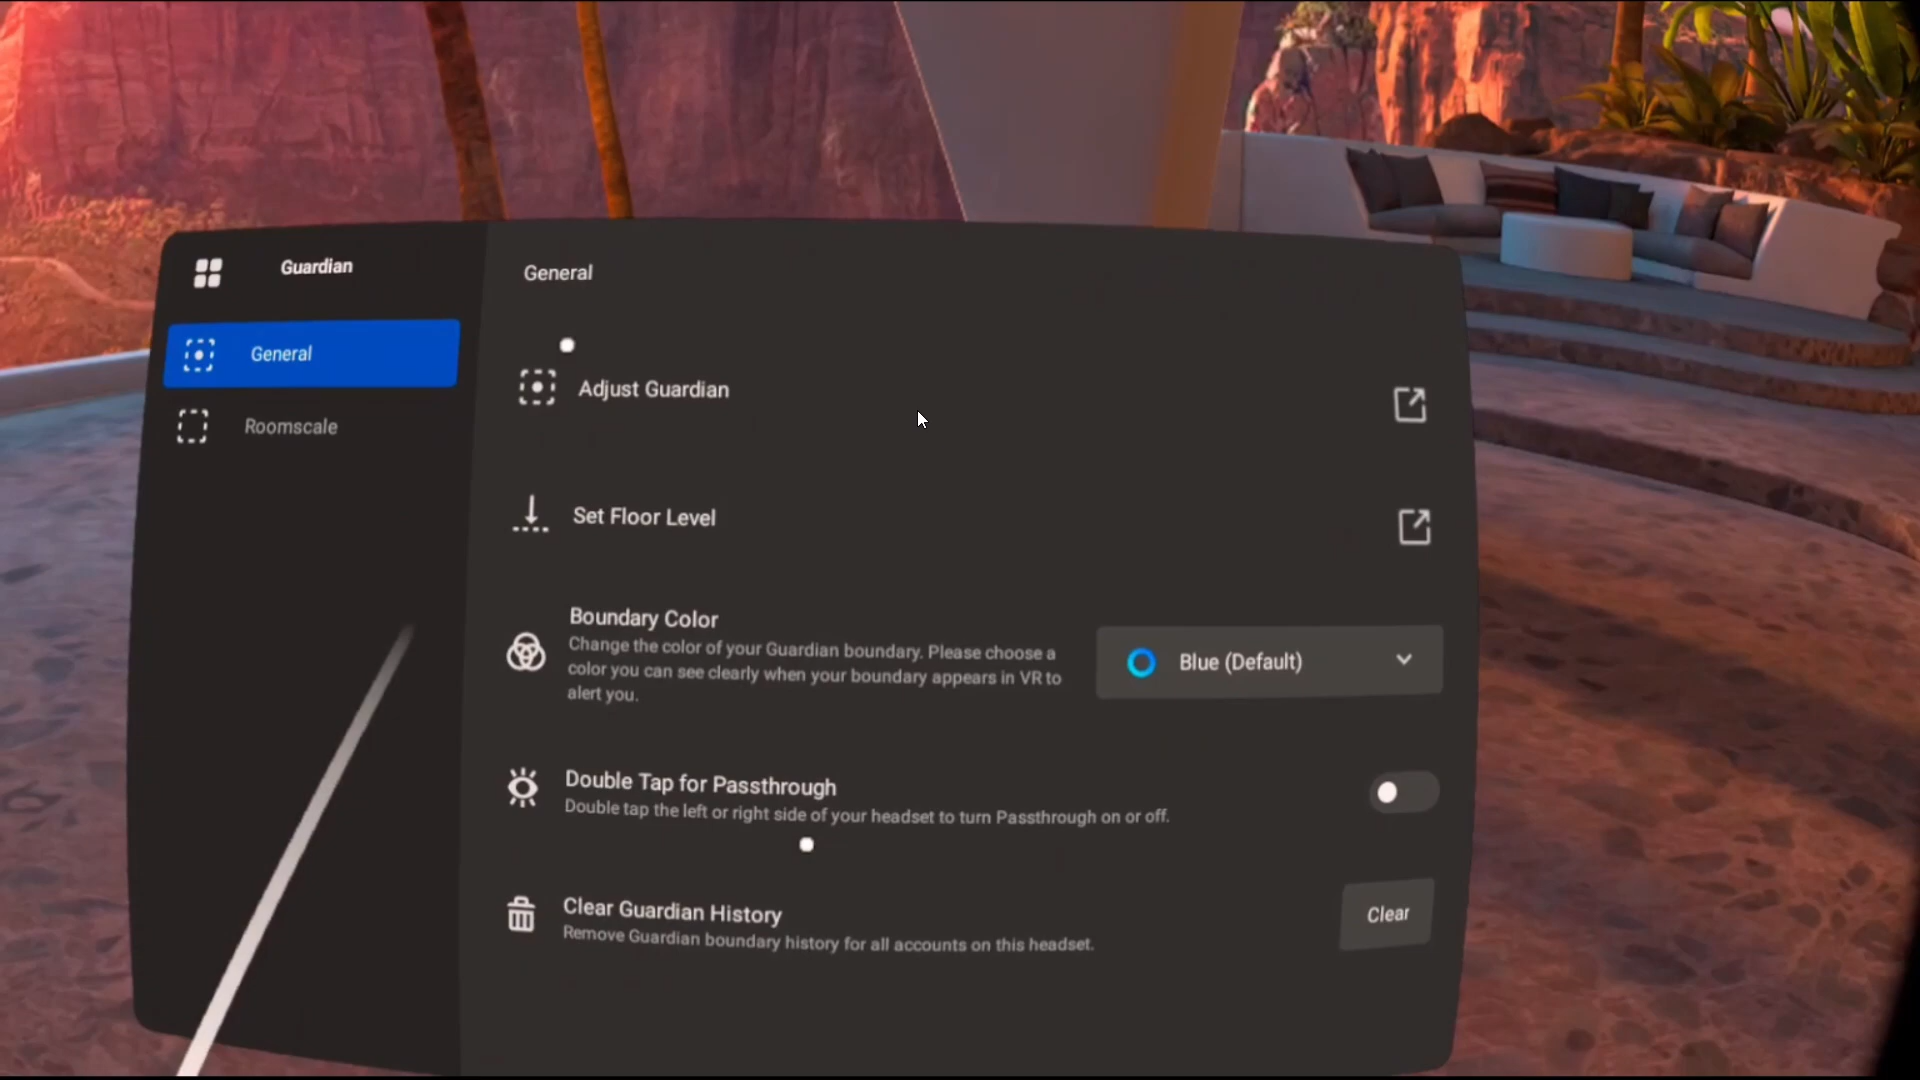 Guardian
General
Roomscale
General
Adjust Guardian
Set Floor Level
Boundary Color
Change the color of your Guardian boundary. Please choose a
color you can see clearly when your boundary appears in VR to
alert you.
Blue (Default)
Double Tap for Passthrough
Double tap the left or right side of your headset to turn Passthrough on or off.
Clear Guardian History
Remove Guardian boundary history for all accounts on this headset.
Clear